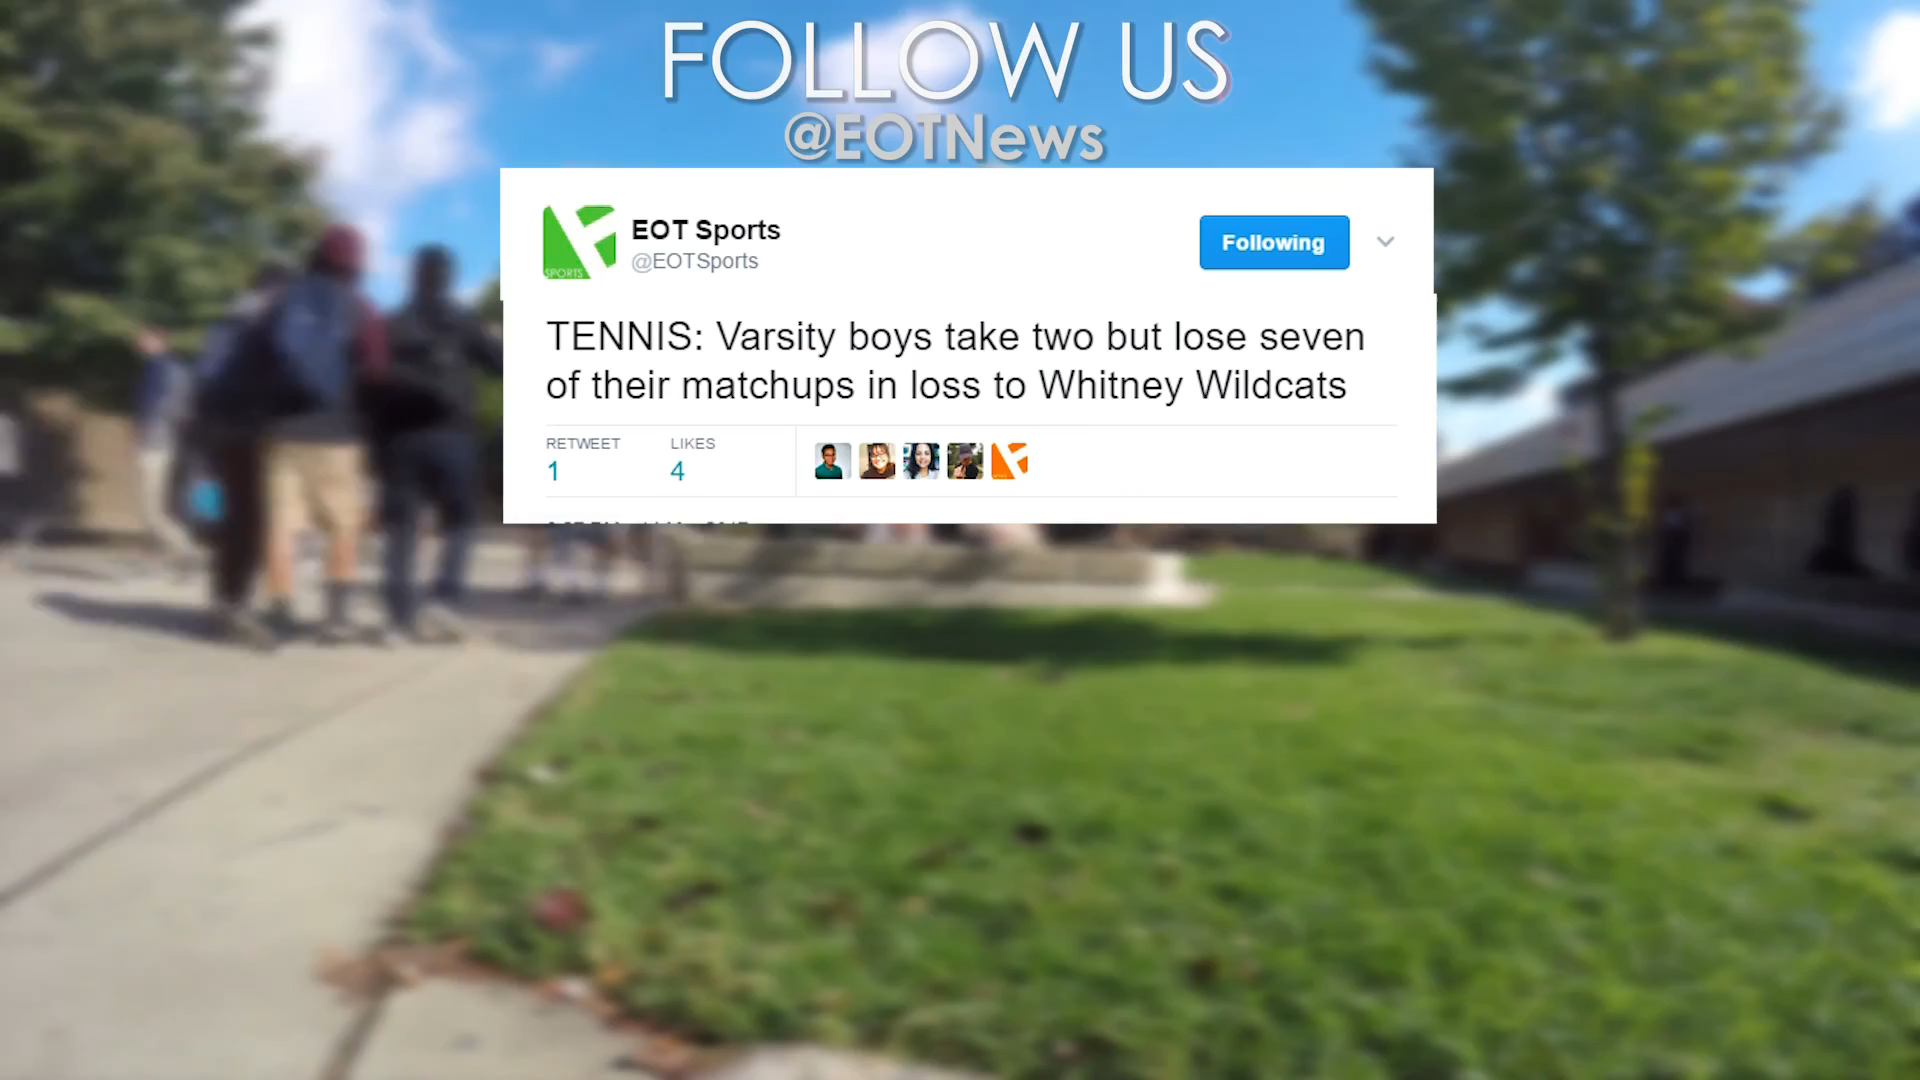 FOLLOW US
@EOTNews
EOT Sports
@EOTSports
Following
SPORTS
TENNIS: Varsity boys take two but lose seven
of their matchups in loss to Whitney Wildcats
RETWEET LIKES
1 4